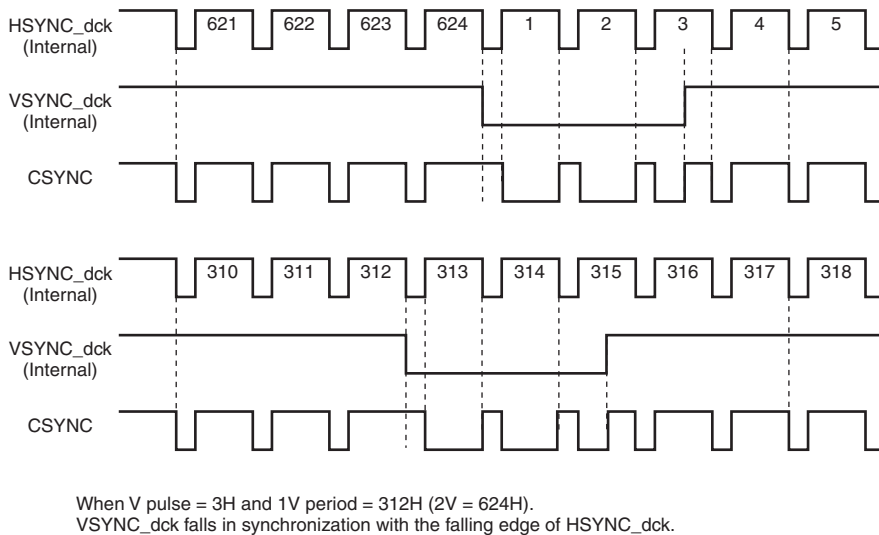 HSYNC_dck
(Internal)
621 622 623 624 1 2 3 4 5
VSYNC_dck
(Internal)
CSYNC
HSYNC_dck
(Internal)
310 311 312 313 314 315 316 317 318
VSYNC_dck
(Internal)
CSYNC
When V pulse = 3H and 1V period = 312H (2V = 624H).
VSYNC_dck falls in synchronization with the falling edge of HSYNC_dck.